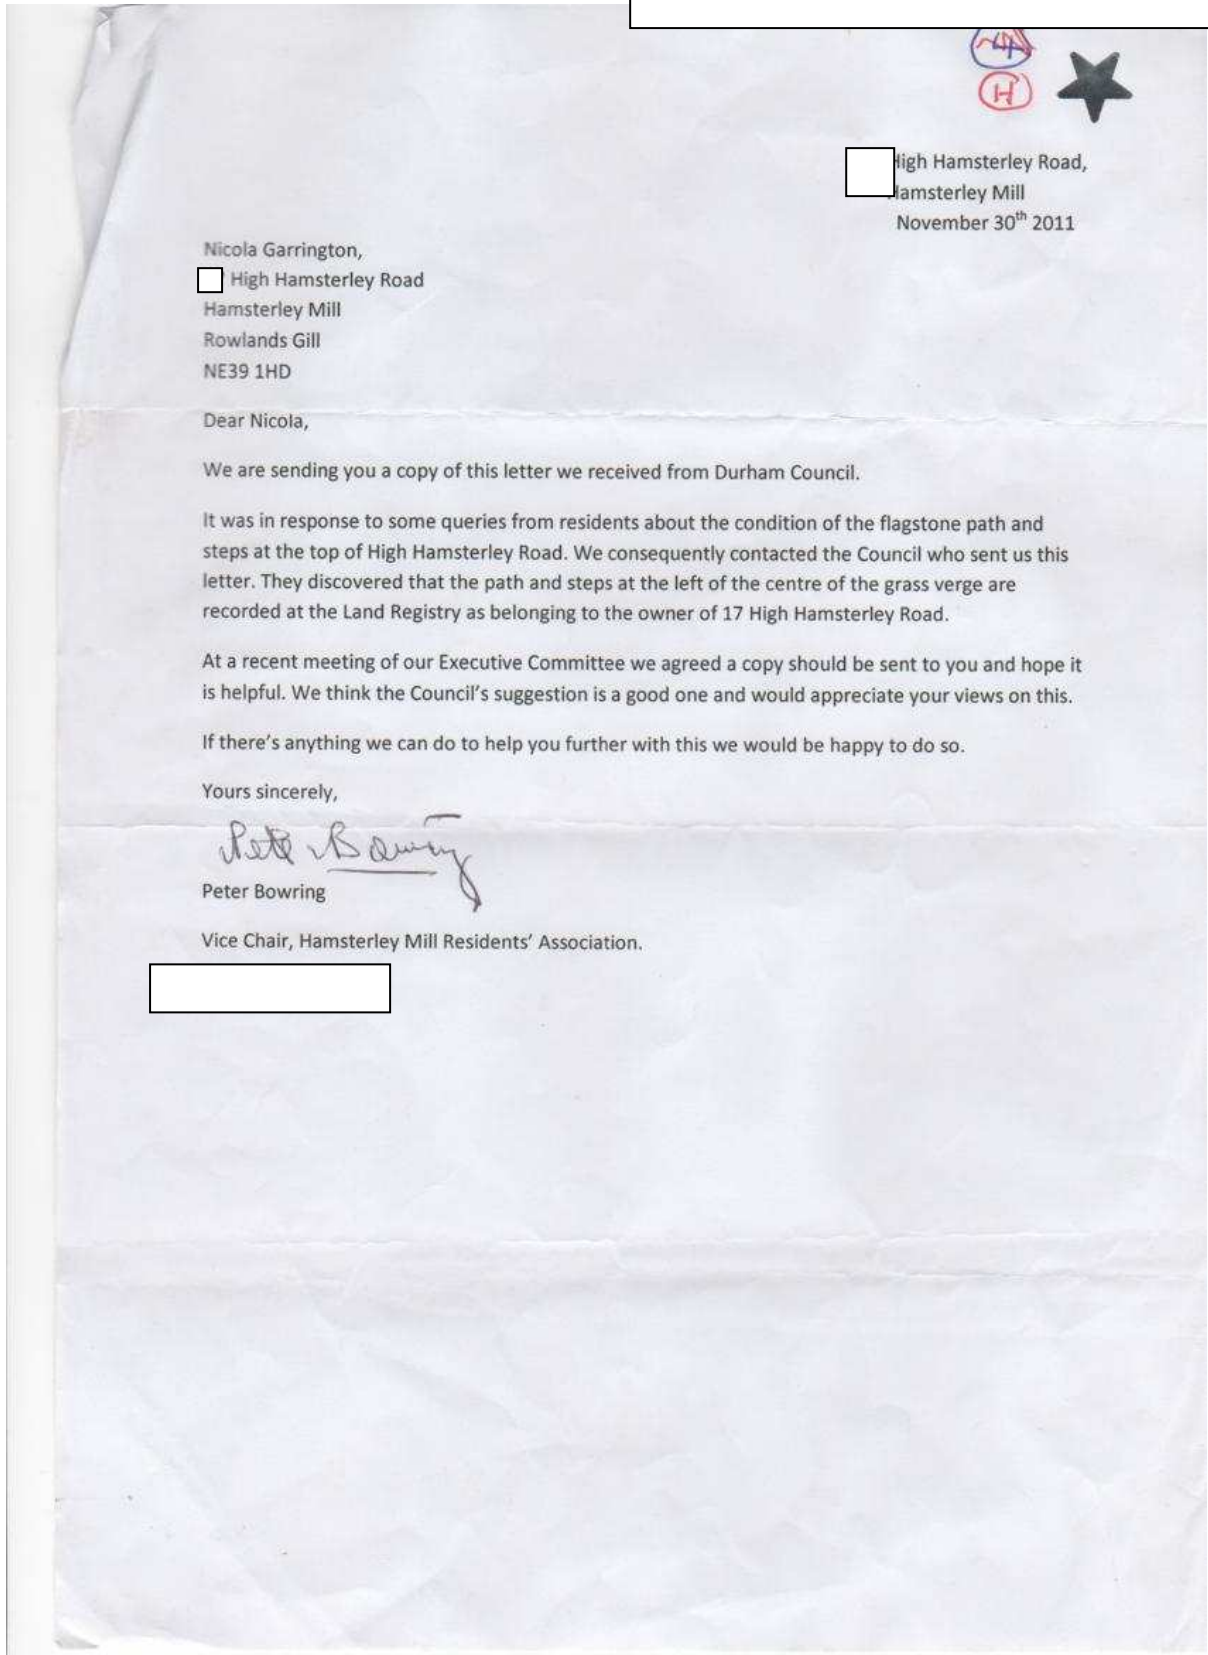 H
High Hamsterley Road,
Hamsterley Mill
November 30th 2011
Nicola Garrington,
High Hamsterley Road
Hamsterley Mill
Rowlands Gill
NE39 1HD
Dear Nicola,
We are sending you a copy of this letter we received from Durham Council.
It was in response to some queries from residents about the condition of the flagstone path and
steps at the top of High Hamsterley Road. We consequently contacted the Council who sent us this
letter. They discovered that the path and steps at the left of the centre of the grass verge are
recorded at the Land Registry as belonging to the owner of 17 High Hamsterley Road.
At a recent meeting of our Executive Committee we agreed a copy should be sent to you and hope it
is helpful. We think the Council's suggestion is a good one and would appreciate your views on this.
If there's anything we can do to help you further with this we would be happy to do so.
Yours sincerely,
Pete Bowring
Peter Bowring
Vice Chair, Hamsterley Mill Residents' Association.